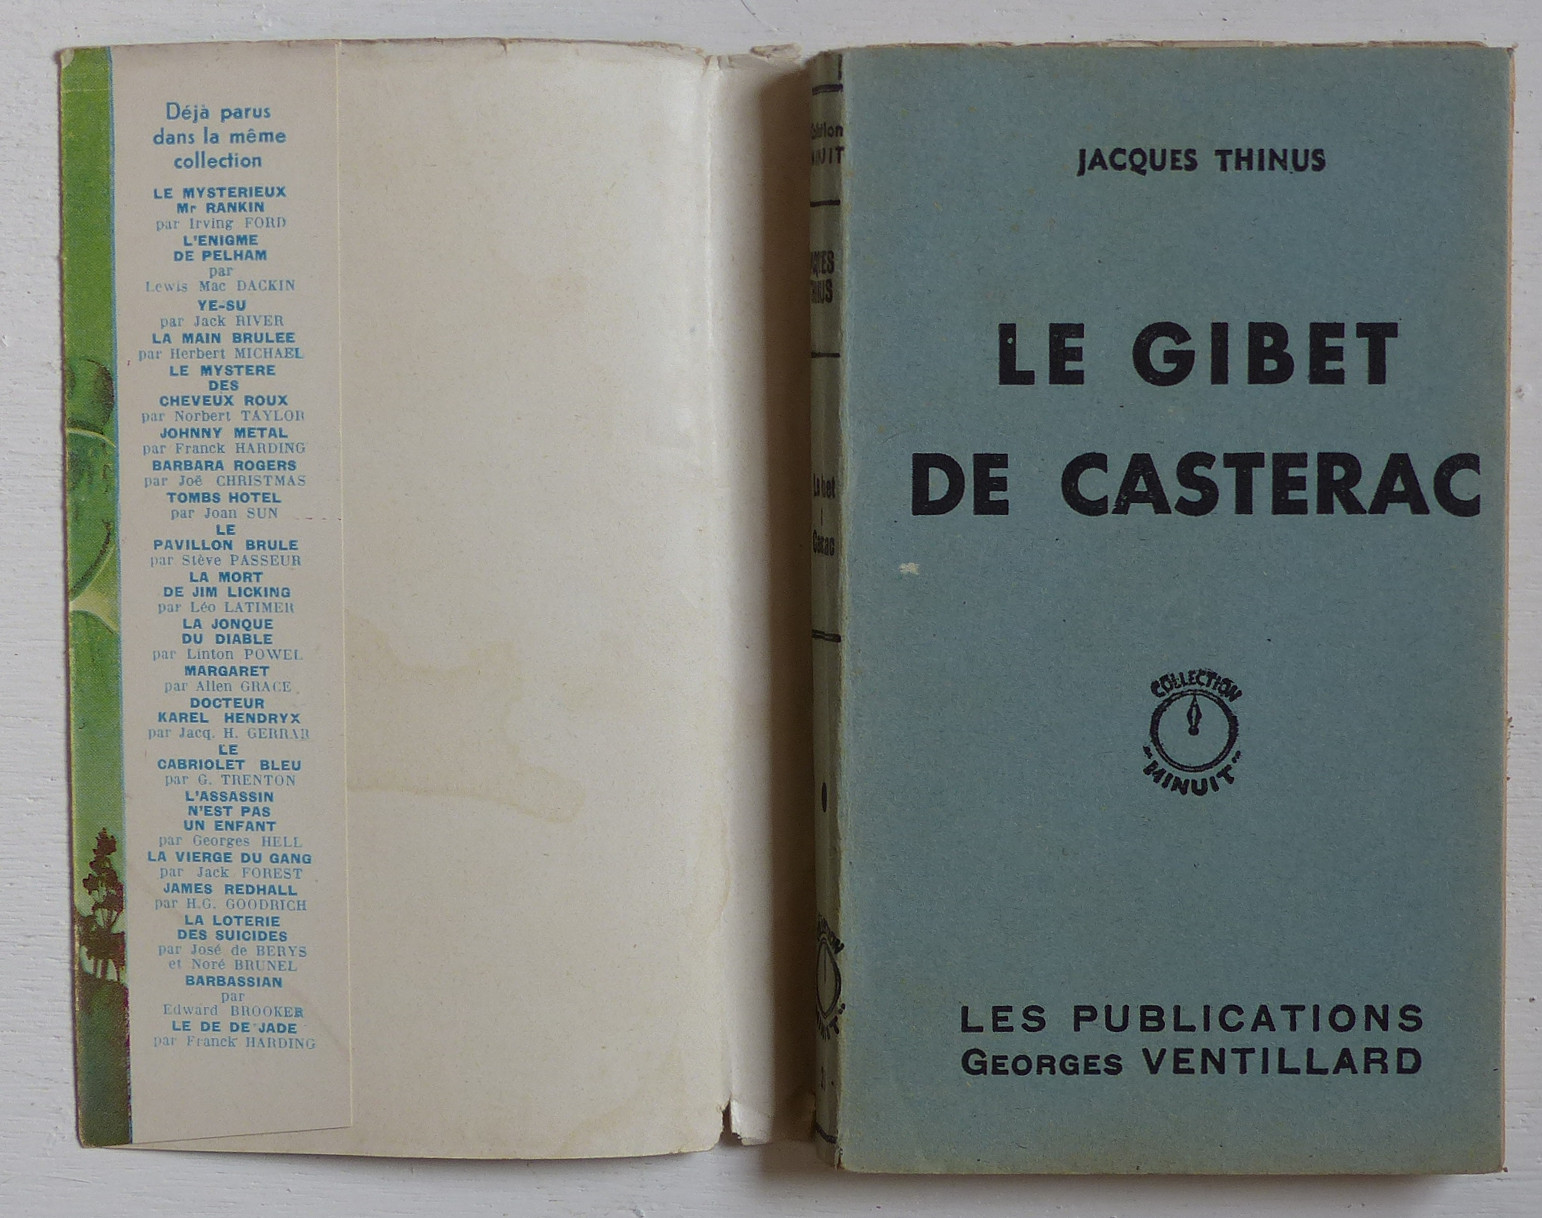 Déjà parus
dans la même
collection
LE MYSTERIEUX
Mr RANKIN
par Irving FORD
L'ENIGME
DE PELHAM
par
Lewis Mac DACKIN
YE-SU
par Jack RIVER
LA MAIN BRULEE
par Herbert MICHAEL
LE MYSTERE
DES
CHEVEUX ROUX
par Norbert TAYLOR
JOHNNY METAL
par Franck HARDING
BARBARA ROGERS
par Joë CHRISTMAS
TOMBS HOTEL
par Joan SUN
LE
PAVILLON BRULE
par Stève PASSEUR
LA MORT
DE JIM LICKING
par Léo LATIMER
LA JONQUE
DU DIABLE
par Linton POWEL
MARGARET
par Allen GRACE
DOCTEUR
KAREL HENDRYX
par Jacq. H. GERRAR
LE
CABRIOLET BLEU
par G. TRENTON
L'ASSASSIN
N'EST PAS
UN ENFANT
par Georges HELL
LA VIERGE DU GANG
par Jack FOREST
JAMES REDHALL
par H.G. GOODRICH
LA LOTERIE
DES SUICIDES
par José de BERYS
et Noré BRUNEL
BARBASSIAN
par
Edward BROOKER
LE DE DE JADE
par Franck HARDING
JACQUES THINUS
LE GIBET
DE CASTERAC
COLLECTION
"MINUIT"
LES PUBLICATIONS
GEORGES VENTILLARD